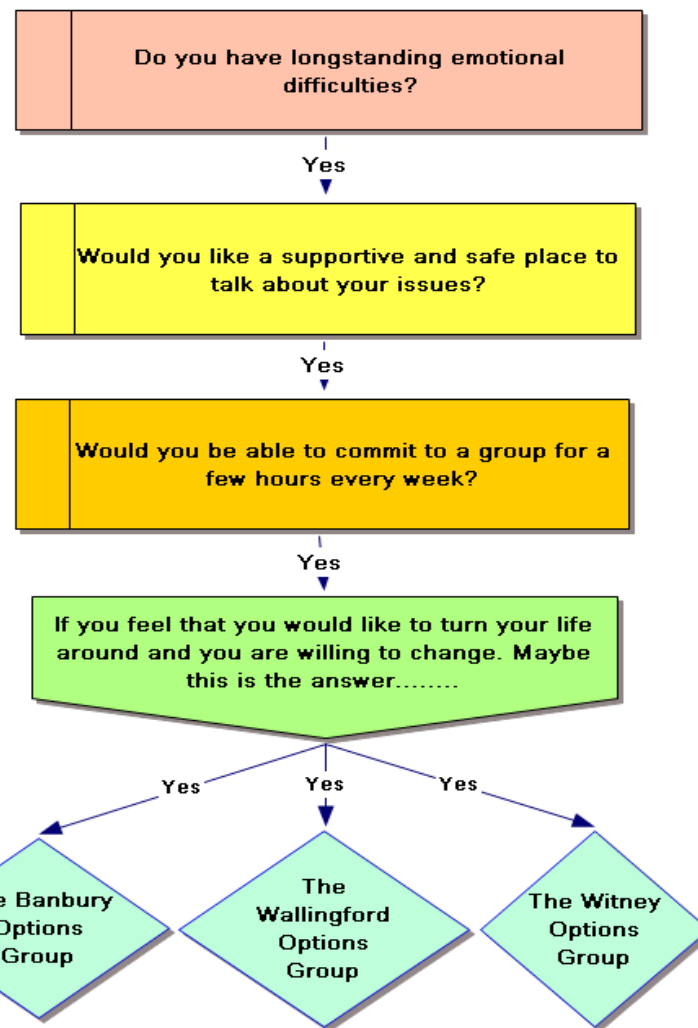 Do you have longstanding emotional
difficulties?
Yes
Would you like a supportive and safe place to
talk about your issues?
Yes
Would you be able to commit to a group for a
few hours every week?
Yes
If you feel that you would like to turn your life
around and you are willing to change. Maybe
this is the answer........
Yes
Yes
Yes
Banbury
Options
Group
The
Wallingford
Options
Group
The Witney
Options
Group